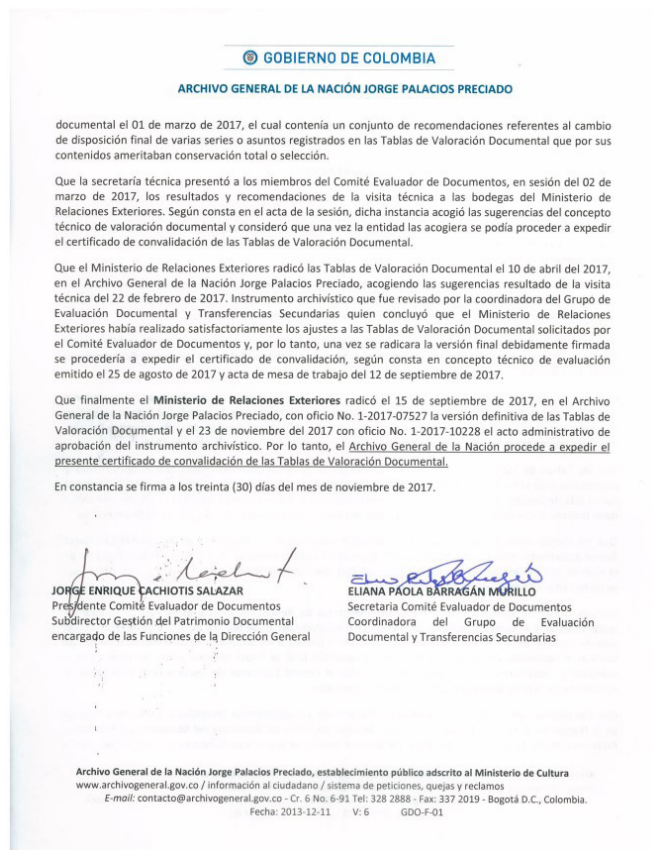 GOBIERNO DE COLOMBIA
ARCHIVO GENERAL DE LA NACIÓN JORGE PALACIOS PRECIADO
documental el 01 de marzo de 2017, el cual contenía un conjunto de recomendaciones referentes al cambio
de disposición final de varias series o asuntos registrados en las Tablas de Valoración Documental que por sus
contenidos ameritaban conservación total o selección.
Que la secretaría técnica presentó a los miembros del Comité Evaluador de Documentos, en sesión del 02 de
marzo de 2017, los resultados y recomendaciones de la visita técnica a las bodegas del Ministerio de
Relaciones Exteriores. Según consta en el acta de la sesión, dicha instancia acogió las sugerencias del concepto
técnico de valoración documental y consideró que una vez la entidad las acogiera se podía proceder a expedir
el certificado de convalidación de las Tablas de Valoración Documental.
Que el Ministerio de Relaciones Exteriores radicó las Tablas de Valoración Documental el 10 de abril del 2017,
en el Archivo General de la Nación Jorge Palacios Preciado, acogiendo las sugerencias resultado de la visita
técnica del 22 de febrero de 2017. Instrumento archivístico que fue revisado por la coordinadora del Grupo de
Evaluación Documental y Transferencias Secundarias quien concluyó que el Ministerio de Relaciones
Exteriores había realizado satisfactoriamente los ajustes a las Tablas de Valoración Documental solicitados por
el Comité Evaluador de Documentos y, por lo tanto, una vez se radicara la versión final debidamente firmada
se procedería a expedir el certificado de convalidación, según consta en concepto técnico de evaluación
emitido el 25 de agosto de 2017 y acta de mesa de trabajo del 12 de septiembre de 2017.
Que finalmente el Ministerio de Relaciones Exteriores radicó el 15 de septiembre de 2017, en el Archivo
General de la Nación Jorge Palacios Preciado, con oficio No. 1-2017-07527 la versión definitiva de las Tablas de
Valoración Documental y el 23 de noviembre del 2017 con oficio No. 1-2017-10228 el acto administrativo de
aprobación del instrumento archivístico. Por lo tanto, el Archivo General de la Nación procede a expedir el
presente certificado de convalidación de las Tablas de Valoración Documental.
En constancia se firma a los treinta (30) días del mes de noviembre de 2017.
JORGE ENRIQUE CACHIOTIS SALAZAR
Presidente Comité Evaluador de Documentos
Subdirector Gestión del Patrimonio Documental
encargado de las Funciones de la Dirección General
ELIANA PAOLA BARRAGÁN MURILLO
Secretaria Comité Evaluador de Documentos
Coordinadora del Grupo de Evaluación
Documental y Transferencias Secundarias
Archivo General de la Nación Jorge Palacios Preciado, establecimiento público adscrito al Ministerio de Cultura
www.archivogeneral.gov.co / información al ciudadano / sistema de peticiones, quejas y reclamos
E-mail: contacto@archivogeneral.gov.co - Cr. 6 No. 6-91 Tel: 328 2888 - Fax: 337 2019 - Bogotá D.C., Colombia.
Fecha: 2013-12-11 V: 6 GDO-F-01